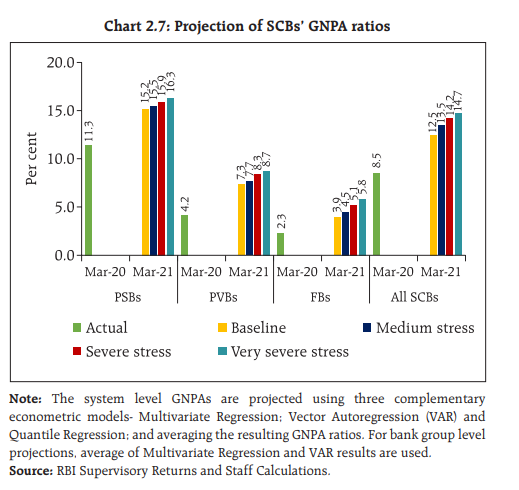 Chart 2.7: Projection of SCBs' GNPA ratios
Per cent
20.0
15.0
10.0
5.0
0.0
11.3
15.2
15.5
15.9
16.3
4.2
7.3
7.7
8.3
8.7
2.3
3.9
4.5
5.1
5.8
8.5
12.5
13.5
14.2
14.7
Mar-20 Mar-21 Mar-20 Mar-21 Mar-20 Mar-21 Mar-20 Mar-21
PSBs PVBs FBs All SCBs
Actual Baseline Medium stress
Severe stress Very severe stress
Note: The system level GNPAs are projected using three complementary
econometric models- Multivariate Regression; Vector Autoregression (VAR) and
Quantile Regression; and averaging the resulting GNPA ratios. For bank group level
projections, average of Multivariate Regression and VAR results are used.
Source: RBI Supervisory Returns and Staff Calculations.